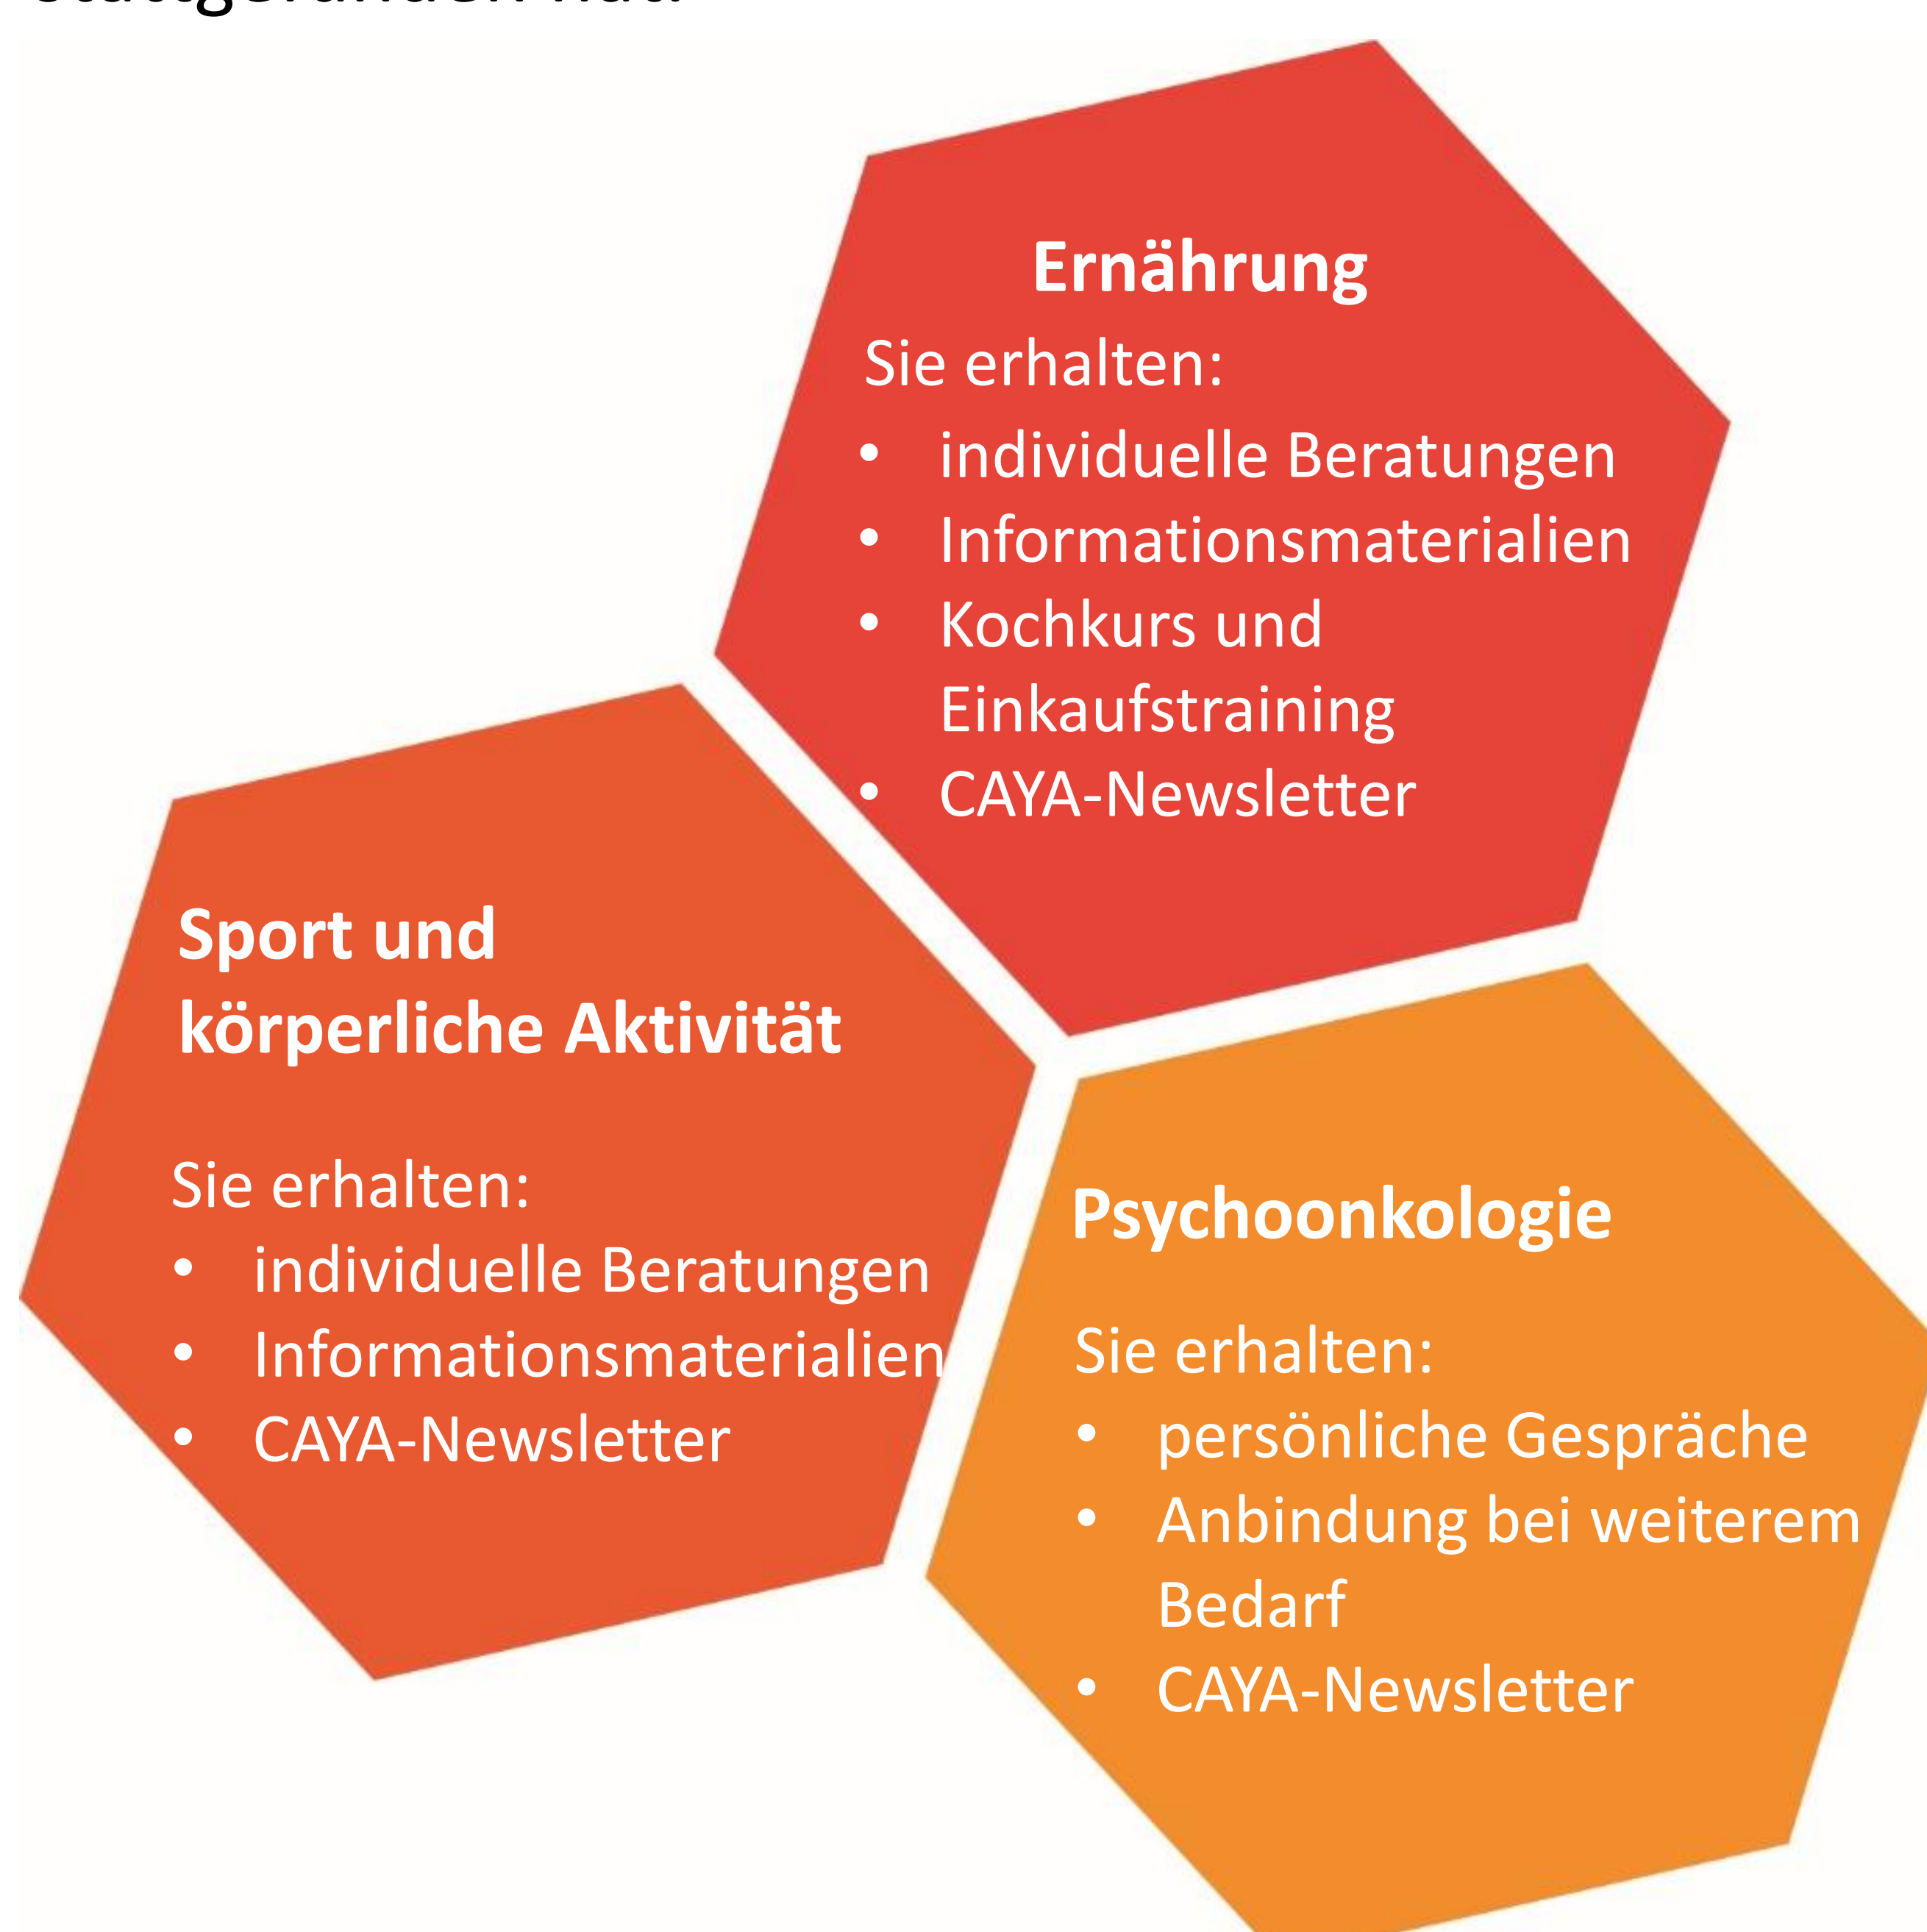 Ernährung
Sie erhalten:
• individuelle Beratungen
• Informationsmaterialien
• Kochkurs und
Einkaufstraining
• CAYA-Newsletter
Sport und
körperliche Aktivität
Sie erhalten:
• individuelle Beratungen
• Informationsmaterialien
• CAYA-Newsletter
Psychoonkologie
Sie erhalten:
• persönliche Gespräche
• Anbindung bei weiterem
Bedarf
• CAYA-Newsletter